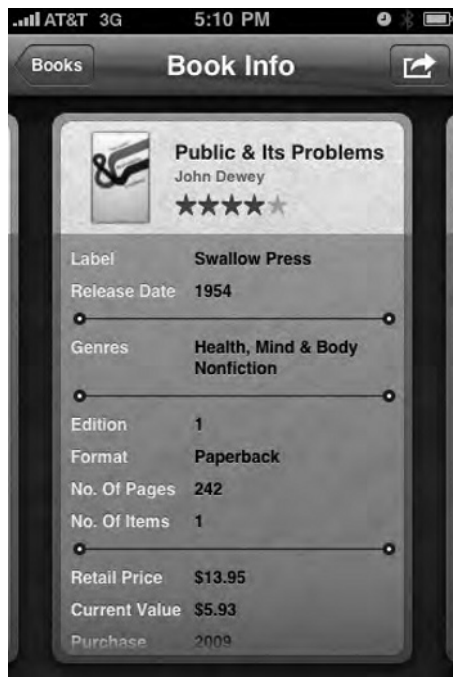 AT&T 3G 5:10 PM
Books Book Info
Public & Its Problems
John Dewey
Label Swallow Press
Release Date 1954
Genres Health, Mind & Body
Nonfiction
Edition 1
Format Paperback
No. Of Pages 242
No. Of Items 1
Retail Price $13.95
Current Value $5.93
Purchase 2009